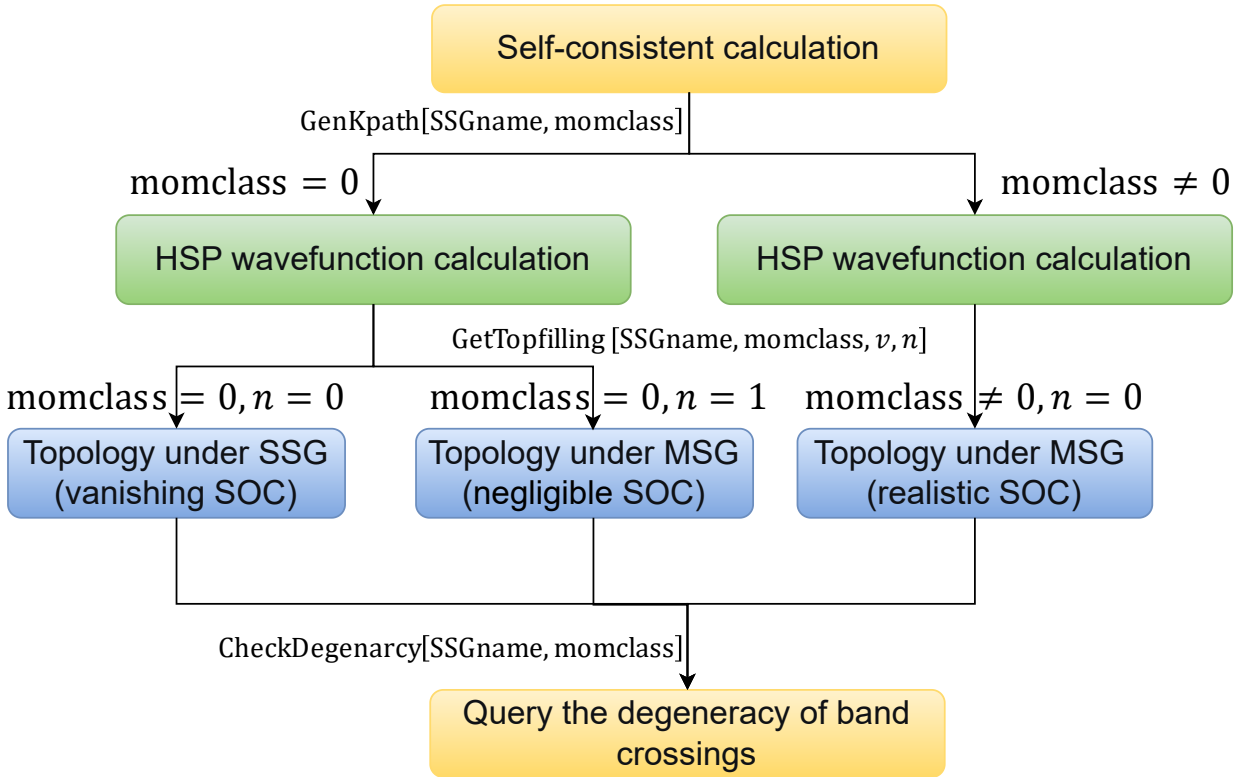 Self-consistent calculation
GenKpath[SSGname, momclass]
momclass = 0
momclass ≠ 0
HSP wavefunction calculation
HSP wavefunction calculation
GetTopfilling [SSGname, momclass, v, n]
momclass = 0, n = 0
momclass = 0, n = 1
momclass ≠ 0, n = 0
Topology under SSG
(vanishing SOC)
Topology under MSG
(negligible SOC)
Topology under MSG
(realistic SOC)
CheckDegenarcy[SSGname, momclass]
Query the degeneracy of band
crossings